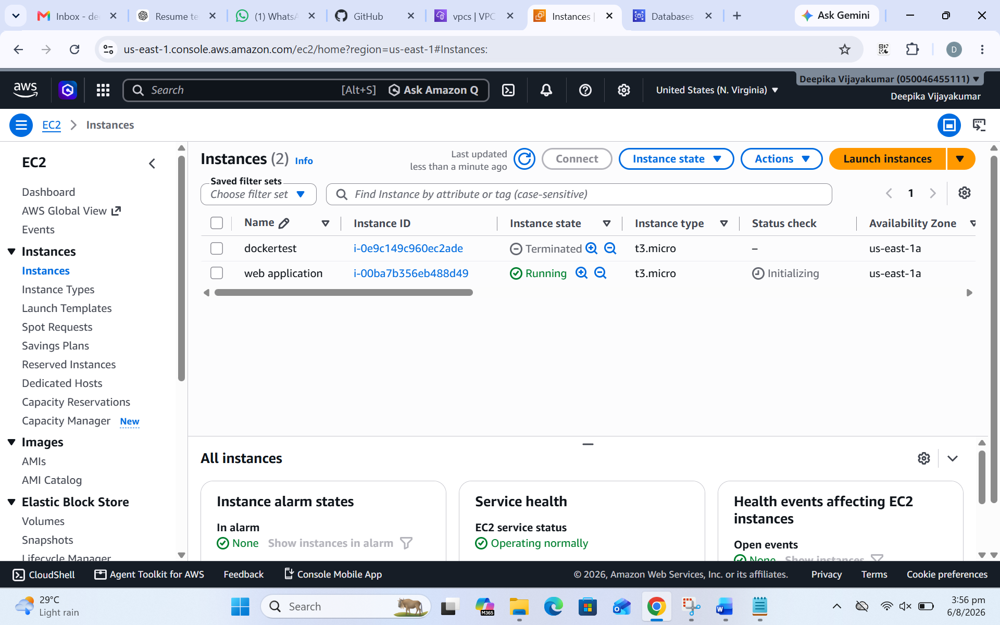 Inbox - de
Resume te
(1) WhatsA
GitHub
vpcs | VPC
Instances |
Databases
Ask Gemini
us-east-1.console.aws.amazon.com/ec2/home?region=us-east-1#Instances:
D
aws
Search
[Alt+S]
Ask Amazon Q
United States (N. Virginia)
Deepika Vijayakumar (050046455111)
Deepika Vijayakumar
EC2
Instances
EC2
Dashboard
AWS Global View
Events
Instances
Instances
Instance Types
Launch Templates
Spot Requests
Savings Plans
Reserved Instances
Dedicated Hosts
Capacity Reservations
Capacity Manager New
Images
AMIs
AMI Catalog
Elastic Block Store
Volumes
Snapshots
Lifecycle Manager
Instances (2) Info
Last updated
less than a minute ago
Connect
Instance state
Actions
Launch instances
Saved filter sets
Choose filter set
Find Instance by attribute or tag (case-sensitive)
1
Name Instance ID Instance state Instance type Status check Availability Zone
dockertest i-0e9c149c960ec2ade Terminated t3.micro – us-east-1a
web application i-00ba7b356eb488d49 Running t3.micro Initializing us-east-1a
All instances
Instance alarm states
In alarm
None Show instances in alarm
Service health
EC2 service status
Operating normally
Health events affecting EC2
instances
Open events
None Show instances
CloudShell
Agent Toolkit for AWS
Feedback
Console Mobile App
© 2026, Amazon Web Services, Inc. or its affiliates.
Privacy
Terms
Cookie preferences
29°C
Light rain
Search
M365
3:56 pm
6/8/2026